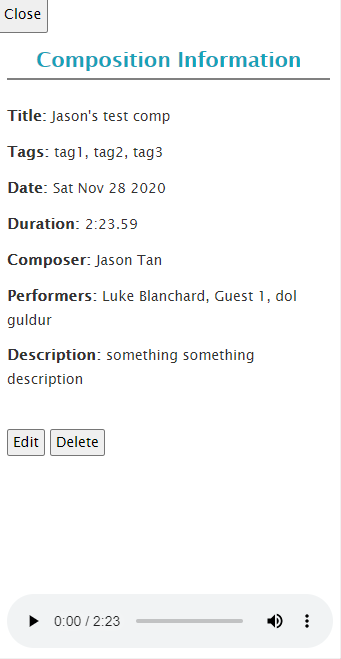 Close
Composition Information
Title: Jason's test comp
Tags: tag1, tag2, tag3
Date: Sat Nov 28 2020
Duration: 2:23.59
Composer: Jason Tan
Performers: Luke Blanchard, Guest 1, dol
guldur
Description: something something
description
Edit Delete
0:00 / 2:23